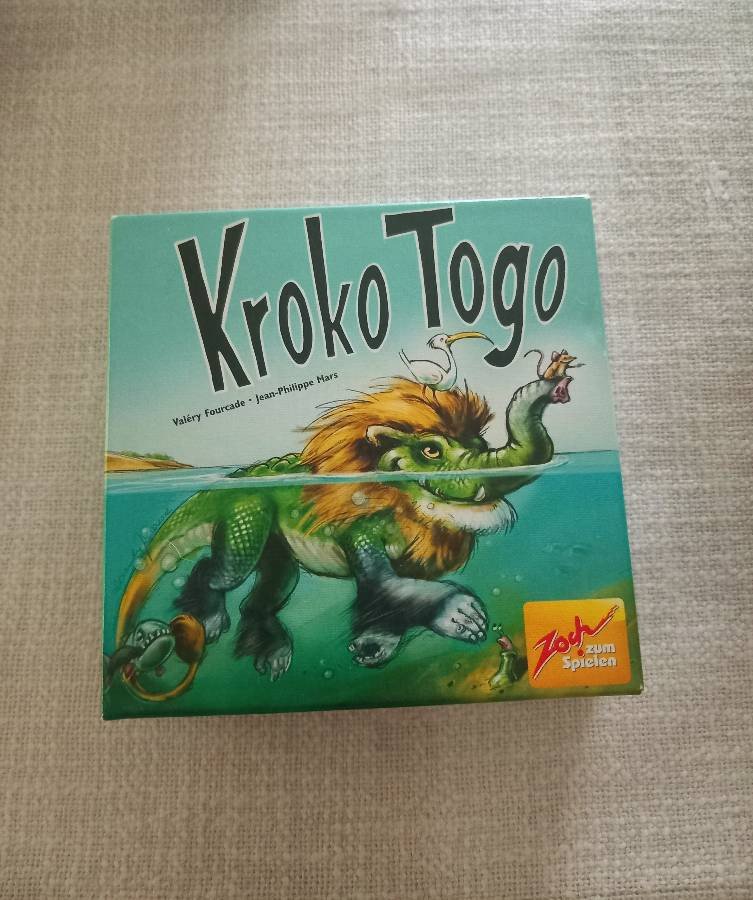 Kroko Togo
Valéry Fourcade • Jean-Philippe Mars
Zoch
zum
Spielen